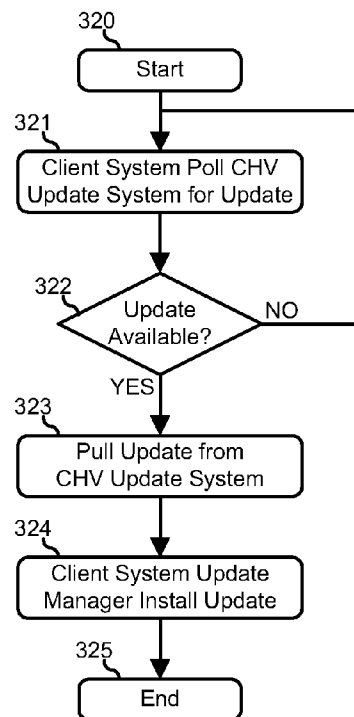 320
Start
321
Client System Poll CHV
Update System for Update
322
Update
Available?
NO
YES
323
Pull Update from
CHV Update System
324
Client System Update
Manager Install Update
325
End